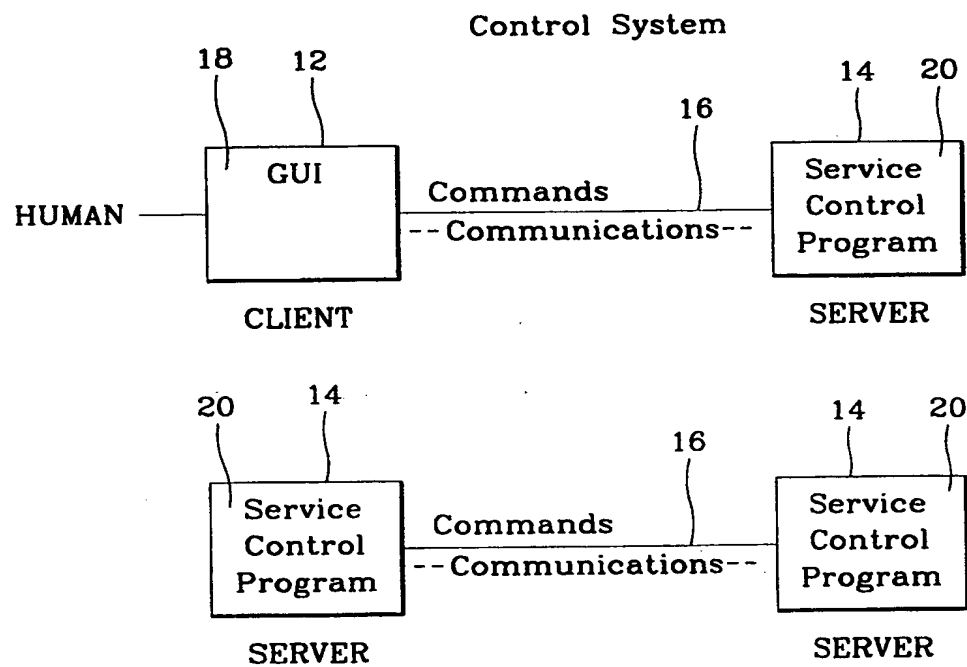 Control System
18 12 14 20
16
GUI
Service
Control
Program
HUMAN
Commands
--Communications--
CLIENT
SERVER
20 14 14 20
16
Service
Control
Program
Commands
--Communications--
Service
Control
Program
SERVER
SERVER